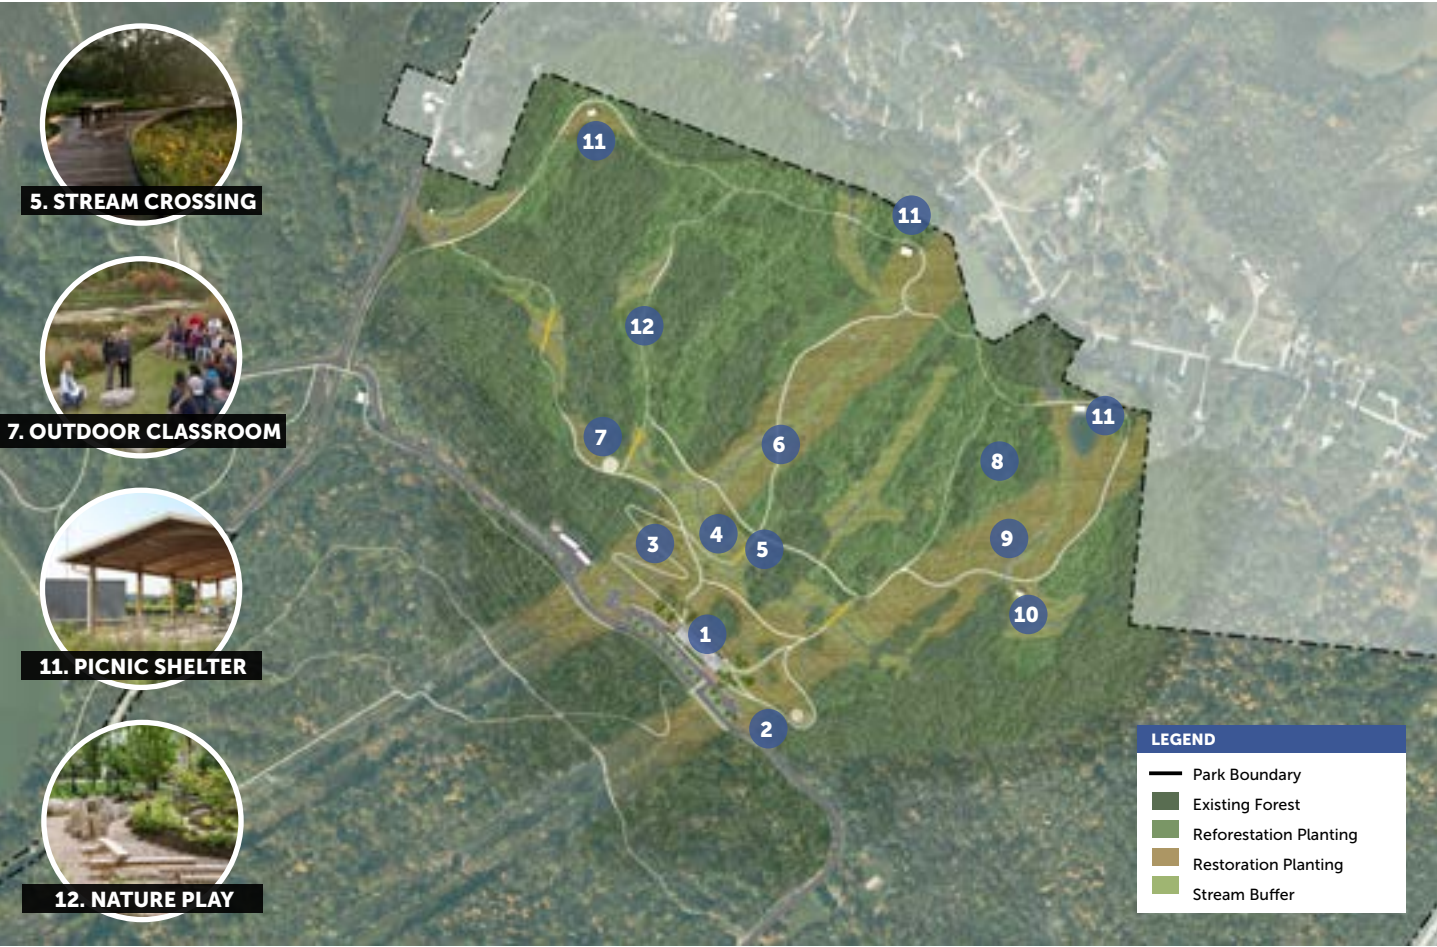 5. STREAM CROSSING
7. OUTDOOR CLASSROOM
11. PICNIC SHELTER
12. NATURE PLAY
11
11
12
11
7
6
8
3
4
5
9
10
1
2
LEGEND
Park Boundary
Existing Forest
Reforestation Planting
Restoration Planting
Stream Buffer